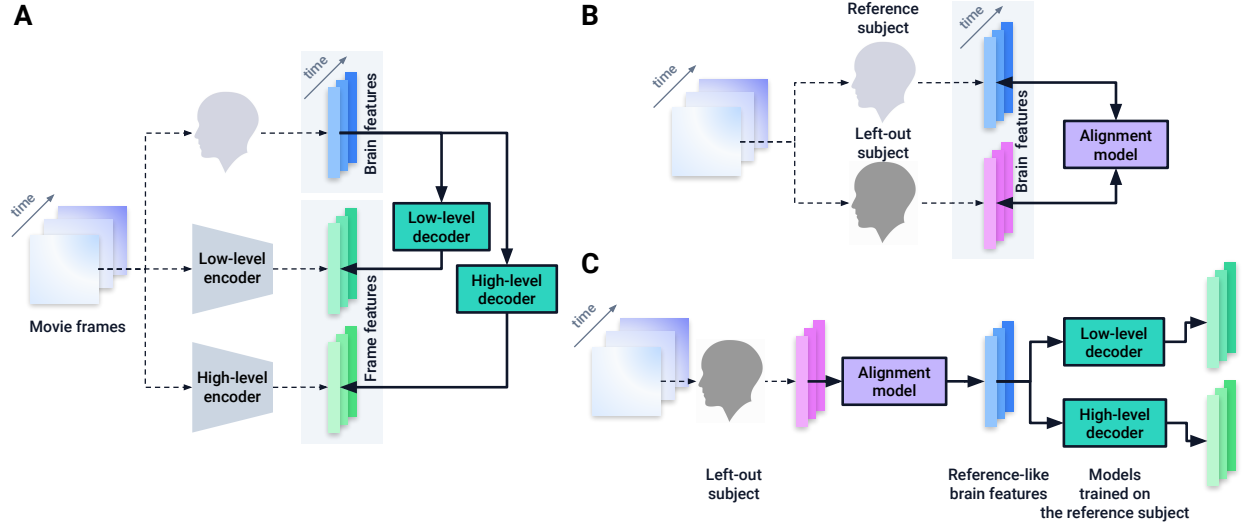 A
time
Brain features
time
Movie frames
Low-level
encoder
High-level
encoder
Frame features
Low-level
decoder
High-level
decoder
B
Reference
subject
Left-out
subject
time
Brain features
Alignment
model
C
time
Left-out
subject
Alignment
model
Reference-like
brain features
Low-level
decoder
High-level
decoder
Models
trained on
the reference subject